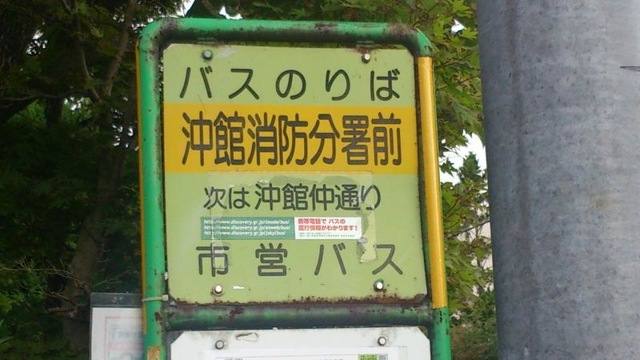 バスのりば
沖館消防分署前
次は 沖館仲通り
携帯電話で バスの
運行情報がわかります!
市営バス